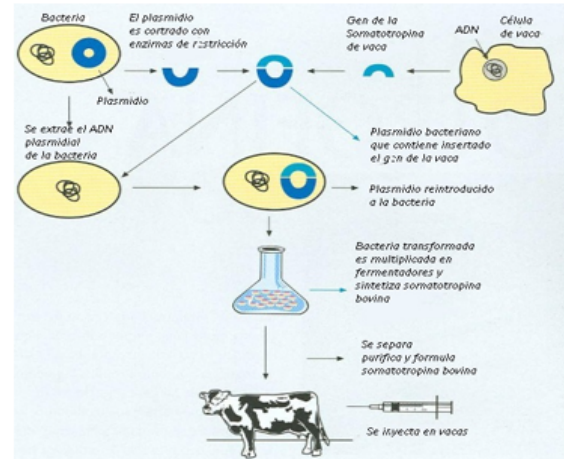 Bacteria
El plasmidio
es cortrado con
enzimas de restricción
Gen de la
Somatotropina
de vaca
ADN
Célula
de vaca
Plasmidio
Se extrae el ADN
plasmidial
de la bacteria
Plasmidio bacteriano
que contiene insertado
el gen de la vaca
Plasmidio reintroducido
a la bacteria
Bacteria transformada
es multiplicada en
fermentadores y
sintetiza somatotropina
bovina
Se separa
purifica y formula
somatotropina bovina
Se inyecta en vacas